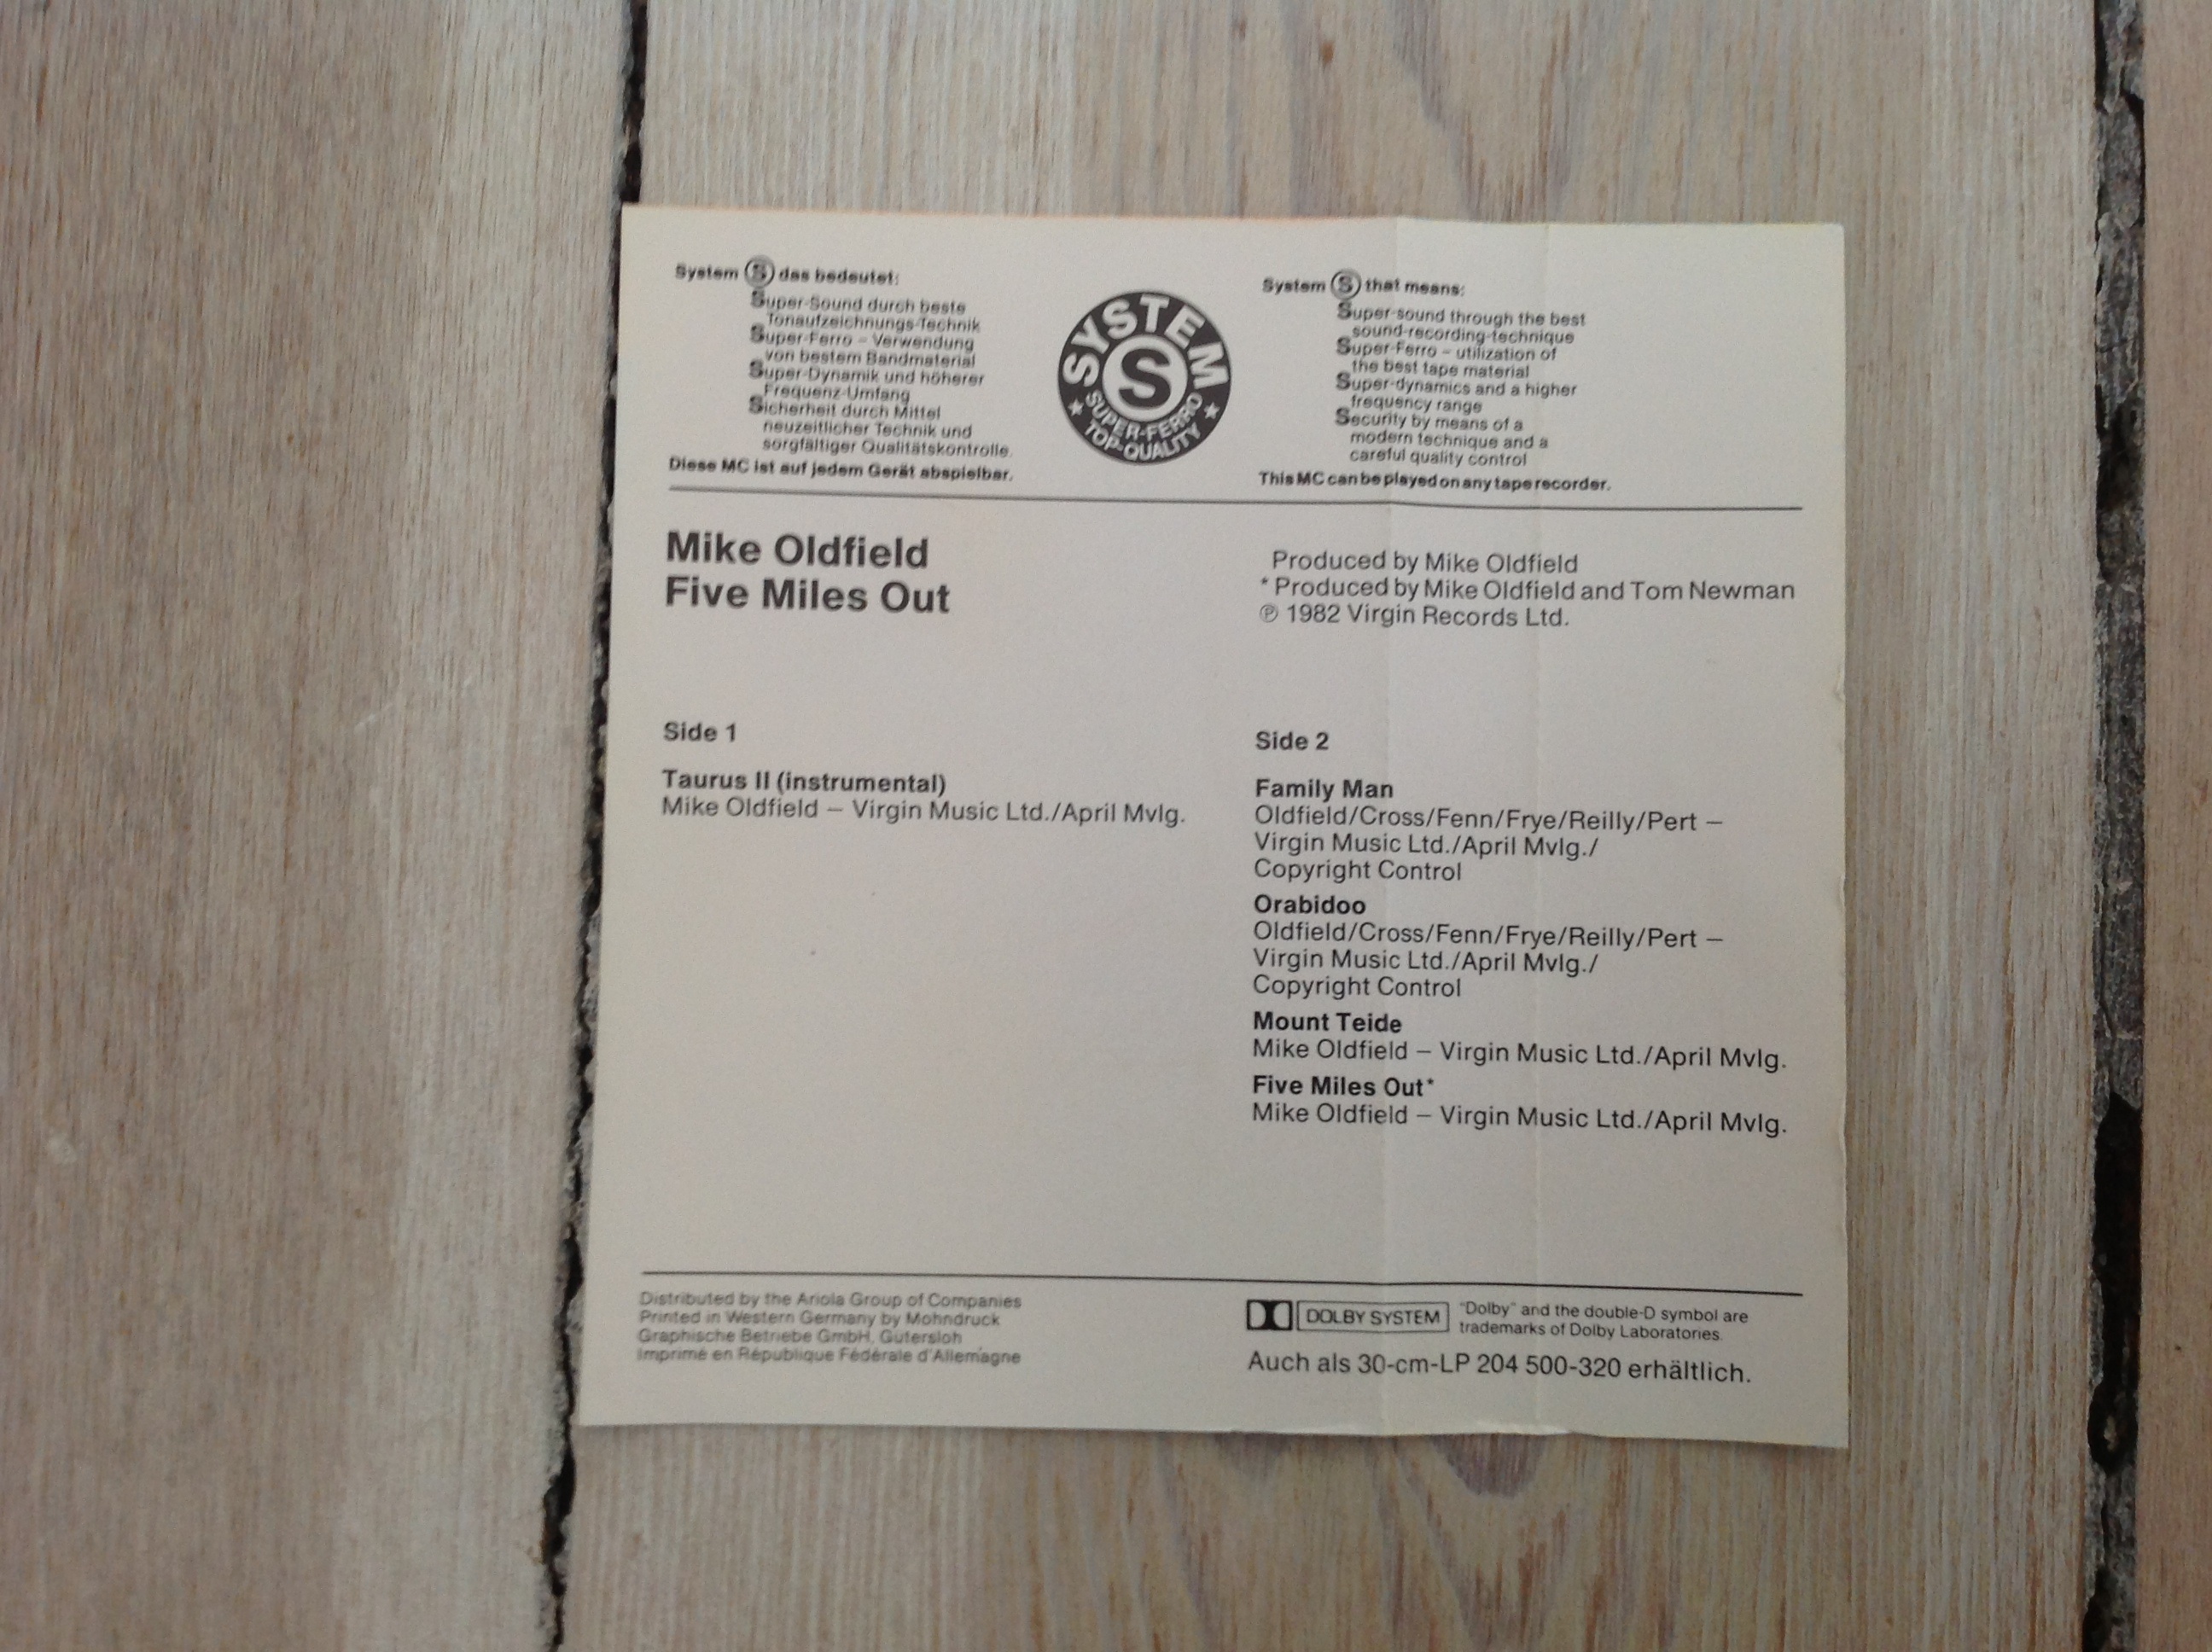 System Ⓢ das bedeutet:
Super-Sound durch beste
Tonaufzeichnungs-Technik
Super-Ferro – Verwendung
von bestem Bandmaterial
Super-Dynamik und höherer
Frequenz-Umfang
Sicherheit durch Mittel
neuzeitlicher Technik und
sorgfältiger Qualitätskontrolle.
Diese MC ist auf jedem Gerät abspielbar.
SYSTEM
S
SUPER-FERRO
TOP-QUALITY
System Ⓢ that means:
Super-sound through the best
sound-recording-technique
Super-Ferro – utilization of
the best tape material
Super-dynamics and a higher
frequency range
Security by means of a
modern technique and a
careful quality control
This MC can be played on any tape recorder.
Mike Oldfield
Five Miles Out
Produced by Mike Oldfield
* Produced by Mike Oldfield and Tom Newman
℗ 1982 Virgin Records Ltd.
Side 1
Taurus II (instrumental)
Mike Oldfield – Virgin Music Ltd./April Mvlg.
Side 2
Family Man
Oldfield/Cross/Fenn/Frye/Reilly/Pert –
Virgin Music Ltd./April Mvlg./
Copyright Control
Orabidoo
Oldfield/Cross/Fenn/Frye/Reilly/Pert –
Virgin Music Ltd./April Mvlg./
Copyright Control
Mount Teide
Mike Oldfield – Virgin Music Ltd./April Mvlg.
Five Miles Out*
Mike Oldfield – Virgin Music Ltd./April Mvlg.
Distributed by the Ariola Group of Companies
Printed in Western Germany by Mohndruck
Graphische Betriebe GmbH, Gütersloh
Imprimé en République Fédérale d'Allemagne
DOLBY SYSTEM
"Dolby" and the double-D symbol are
trademarks of Dolby Laboratories.
Auch als 30-cm-LP 204 500-320 erhältlich.